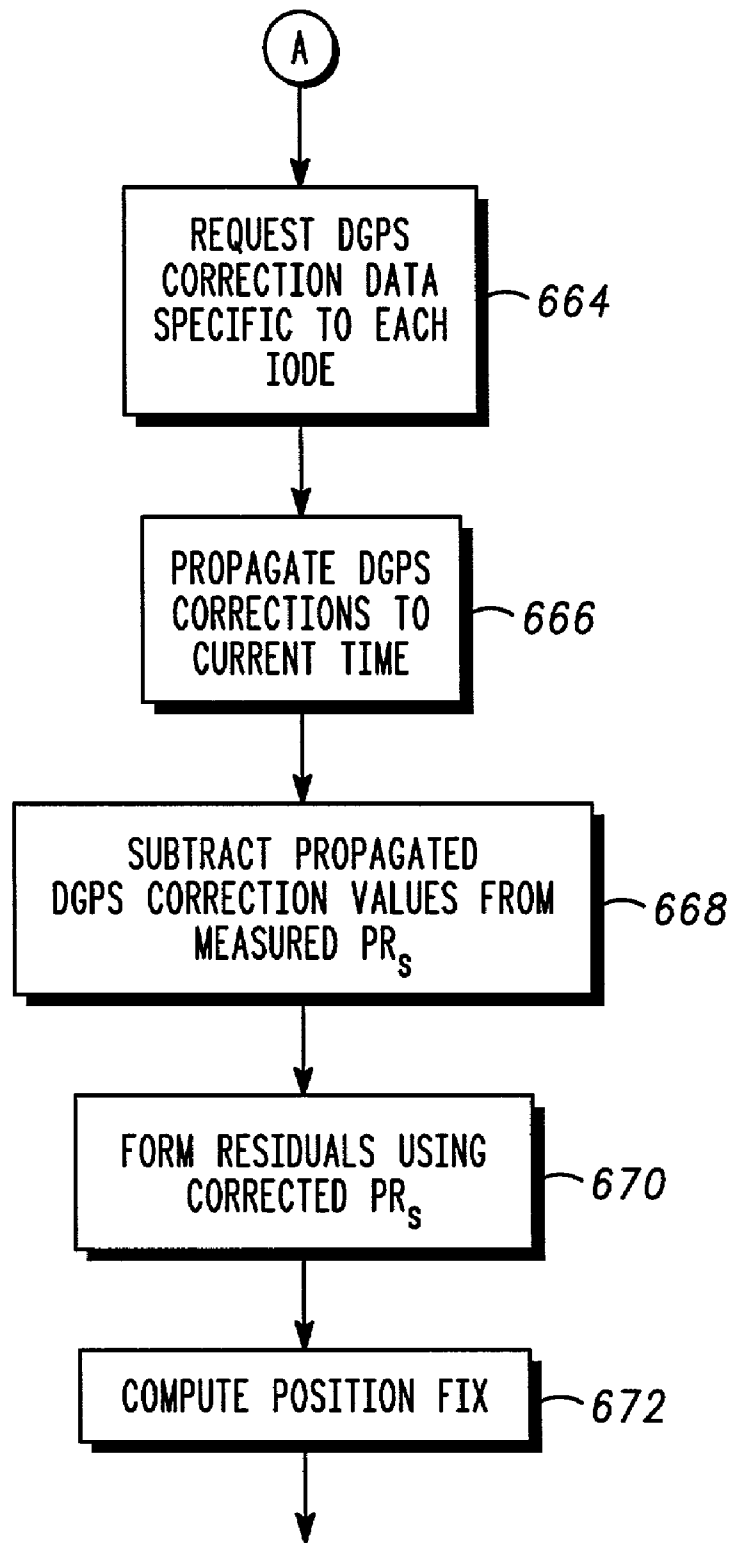 A
REQUEST DGPS
CORRECTION DATA
SPECIFIC TO EACH
IODE
664
PROPAGATE DGPS
CORRECTIONS TO
CURRENT TIME
666
SUBTRACT PROPAGATED
DGPS CORRECTION VALUES FROM
MEASURED PRs
668
FORM RESIDUALS USING
CORRECTED PRs
670
COMPUTE POSITION FIX
672